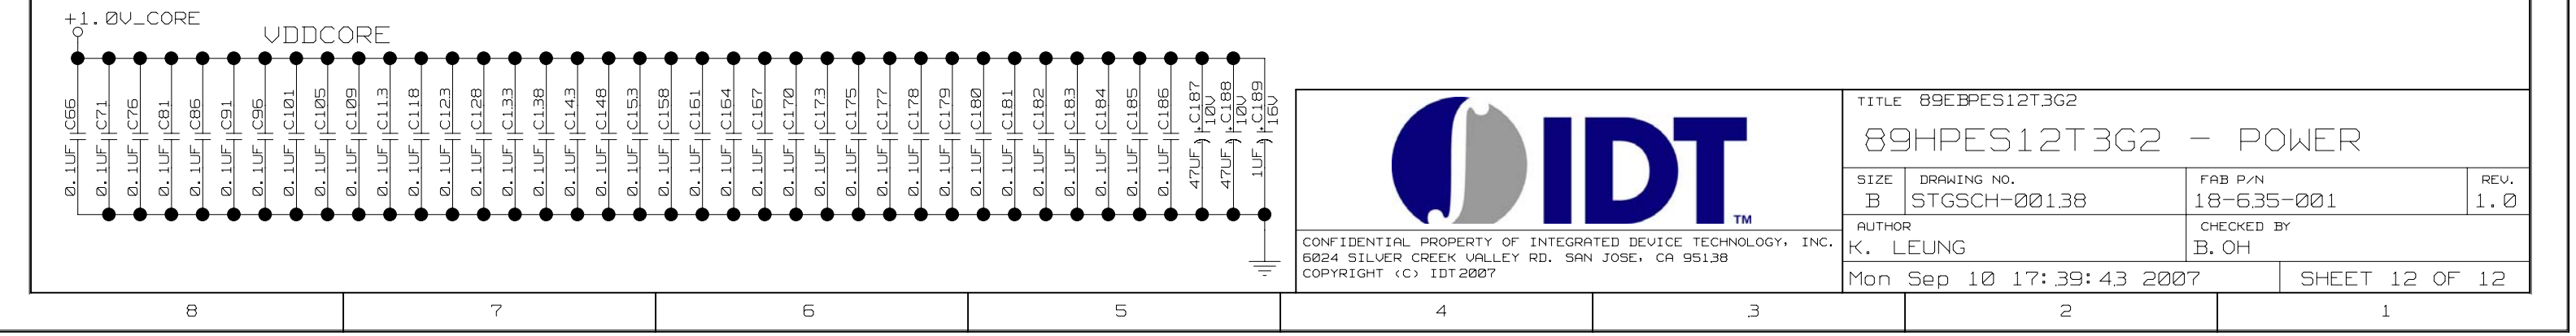 +1.0V_CORE
VDDCORE
C66 0.1UF
C71 0.1UF
C76 0.1UF
C81 0.1UF
C86 0.1UF
C91 0.1UF
C96 0.1UF
C101 0.1UF
C105 0.1UF
C109 0.1UF
C113 0.1UF
C118 0.1UF
C123 0.1UF
C128 0.1UF
C133 0.1UF
C138 0.1UF
C143 0.1UF
C148 0.1UF
C153 0.1UF
C158 0.1UF
C161 0.1UF
C164 0.1UF
C167 0.1UF
C170 0.1UF
C173 0.1UF
C175 0.1UF
C177 0.1UF
C178 0.1UF
C179 0.1UF
C180 0.1UF
C181 0.1UF
C182 0.1UF
C183 0.1UF
C184 0.1UF
C185 0.1UF
C186 0.1UF
C187 10V 47UF
C188 10V 47UF
C189 16V 1UF
IDT TM
CONFIDENTIAL PROPERTY OF INTEGRATED DEVICE TECHNOLOGY, INC.
6024 SILVER CREEK VALLEY RD. SAN JOSE, CA 95138
COPYRIGHT (C) IDT 2007
TITLE 89EBPES12T3G2
89HPES12T3G2 - POWER
SIZE DRAWING NO. FAB P/N REV.
B STGSCH-00138 18-635-001 1.0
AUTHOR CHECKED BY
K. LEUNG B. OH
Mon Sep 10 17:39:43 2007 SHEET 12 OF 12
8 7 6 5 4 3 2 1